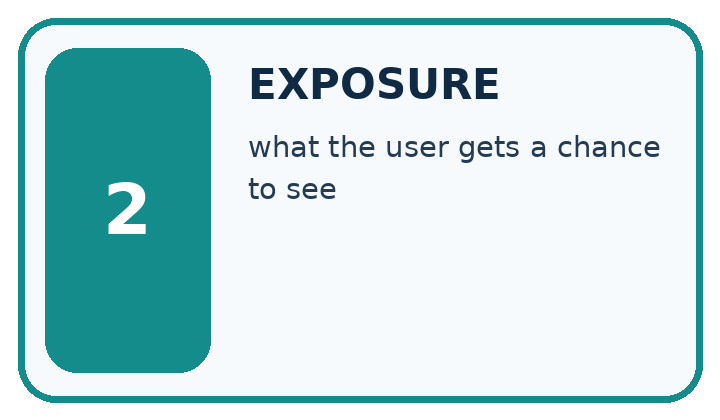 2
EXPOSURE
what the user gets a chance
to see